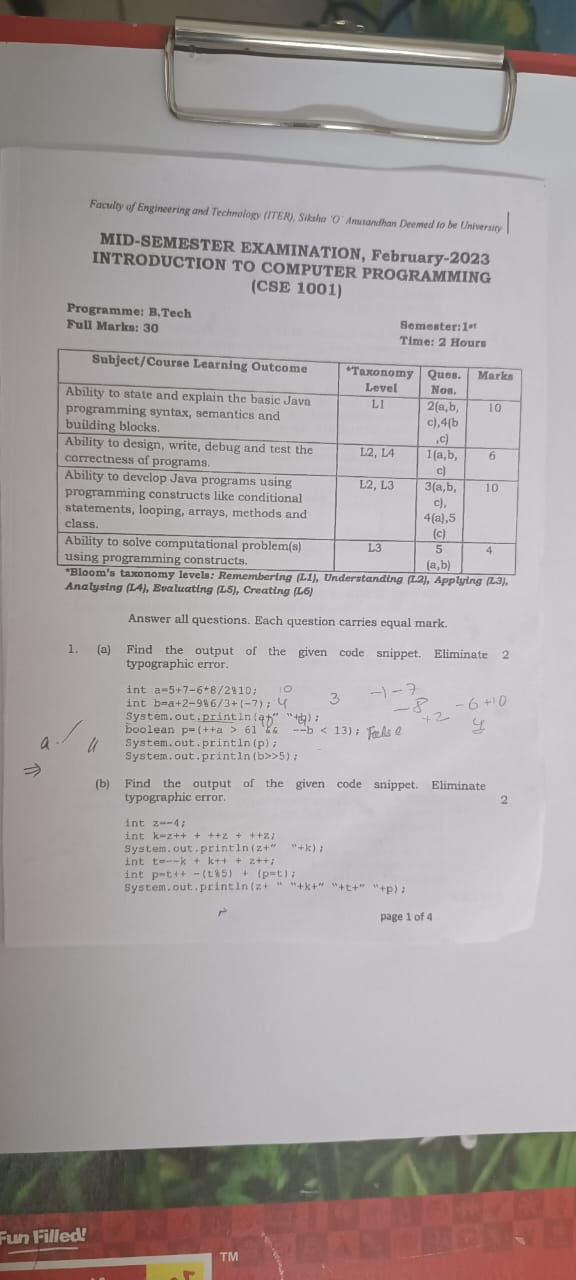 Faculty of Engineering and Technology (ITER), Siksha 'O' Anusandhan Deemed to be University
MID-SEMESTER EXAMINATION, February-2023
INTRODUCTION TO COMPUTER PROGRAMMING
(CSE 1001)
Programme: B.Tech
Semester:1st
Full Marks: 30
Time: 2 Hours
Subject/Course Learning Outcome *Taxonomy Level Ques. Nos. Marks
Ability to state and explain the basic Java L1 2(a,b, 10
programming syntax, semantics and c),4(b
building blocks. ,c)
Ability to design, write, debug and test the L2, L4 1(a,b, 6
correctness of programs. c)
Ability to develop Java programs using L2, L3 3(a,b, 10
programming constructs like conditional c),
statements, looping, arrays, methods and 4(a),5
class. (c)
Ability to solve computational problem(s) L3 5 4
using programming constructs. (a,b)
*Bloom's taxonomy levels: Remembering (L1), Understanding (L2), Applying (L3),
Analysing (L4), Evaluating (L5), Creating (L6)
Answer all questions. Each question carries equal mark.
1. (a) Find the output of the given code snippet. Eliminate 2
typographic error.
int a=5+7-6*8/2%10; 10
int b=a+2-9%6/3+(-7); 4 3 -1-7
-8 -6+10
+2 4
System.out.println(a+" "+b);
boolean p=(++a > 61 && --b < 13); False
System.out.println(p);
System.out.println(b>>5);
a. 11
⇒
(b) Find the output of the given code snippet. Eliminate
typographic error. 2
int z=-4;
int k=z++ + ++z + ++z;
System.out.println(z+" "+k);
int t=--k + k++ + z++;
int p=t++ -(t%5) + (p=t);
System.out.println(z+ " "+k+" "+t+" "+p);
page 1 of 4
Fun Filled!
TM